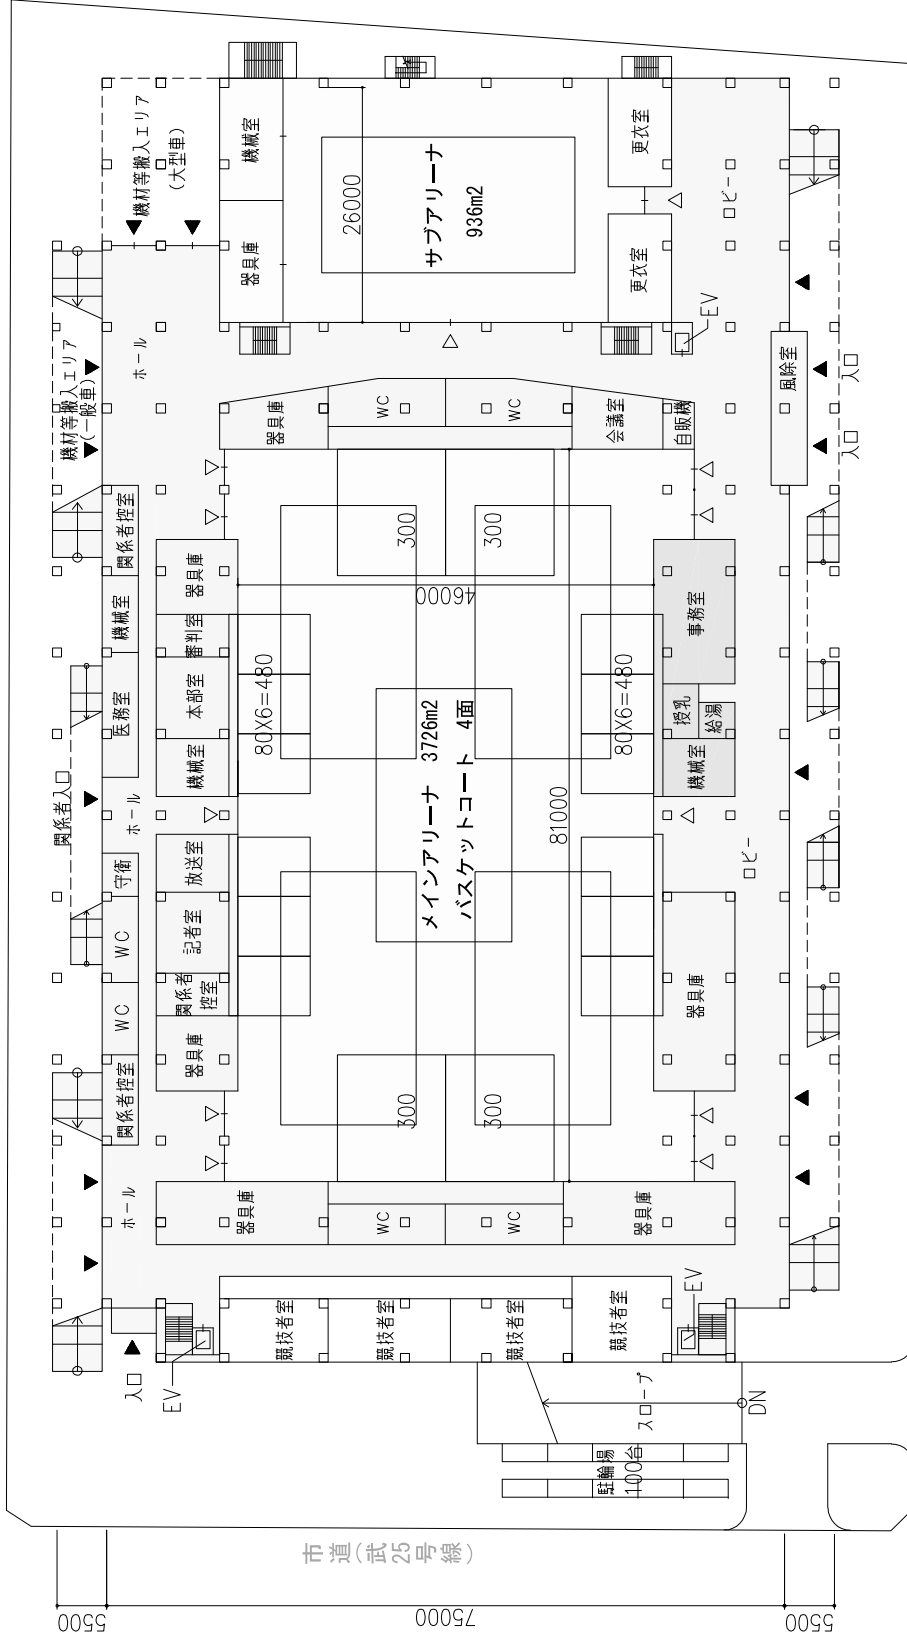 機材等搬入エリア
(大型車)
機械室
器具庫
26000
サブアリーナ
936m2
更衣室
更衣室
ロビー
EV
風除室
入口
入口
機材等搬入エリア
(一般車)
ホール
器具庫
WC
WC
会議室
自販機
関係者控室
機械室
医務室
関係者入口
ホール
守衛
WC
WC
関係者控室
ホール
器具庫
審判室
本部室
機械室
放送室
記者室
関係者
控室
器具庫
300
300
46000
80X6=480
80X6=480
メインアリーナ 3726m2
バスケットコート 4面
81000
300
300
事務室
授乳
給湯
機械室
ロビー
器具庫
器具庫
WC
WC
器具庫
入口
EV
競技者室
競技者室
競技者室
競技者室
EV
スロープ
DN
駐輪場
100台
市道(武25号線)
5500
75000
5500